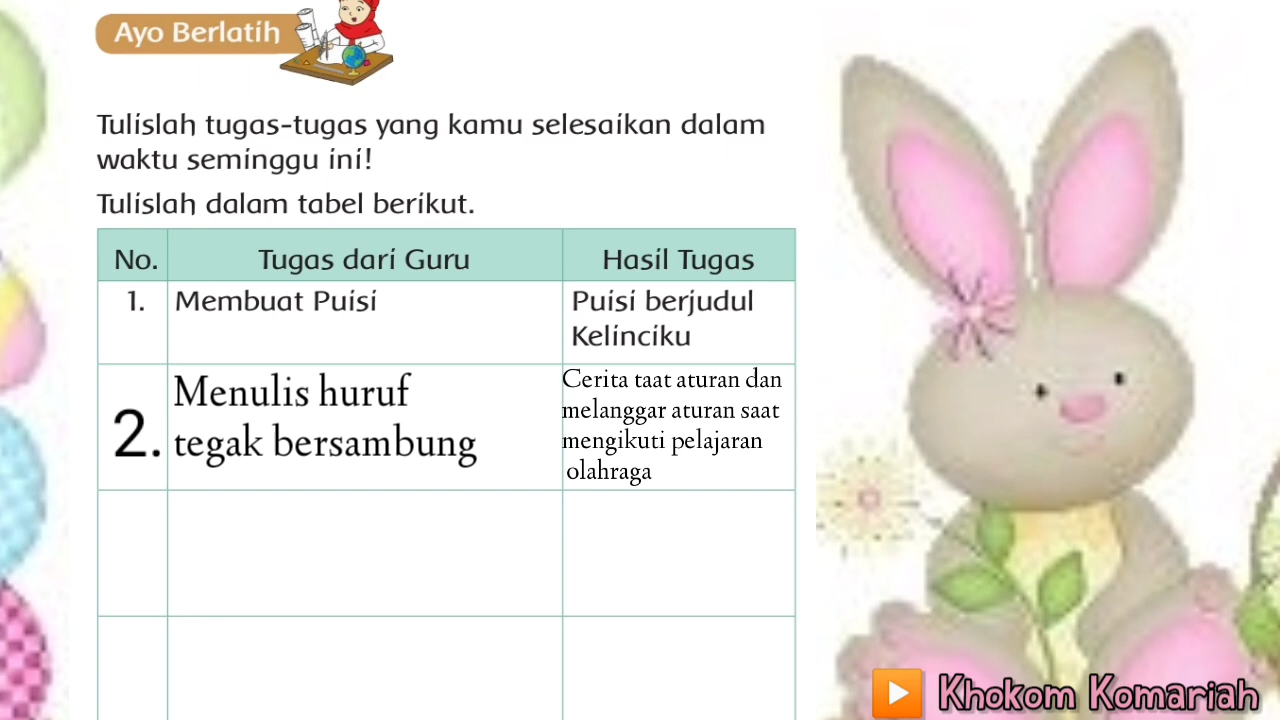 Ayo Berlatih
Tulislah tugas-tugas yang kamu selesaikan dalam
waktu seminggu ini!
Tulislah dalam tabel berikut.
No. Tugas dari Guru Hasil Tugas
1. Membuat Puisi Puisi berjudul
Kelinciku
2. Menulis huruf
tegak bersambung
Cerita taat aturan dan
melanggar aturan saat
mengikuti pelajaran
olahraga
Khokom Komariah